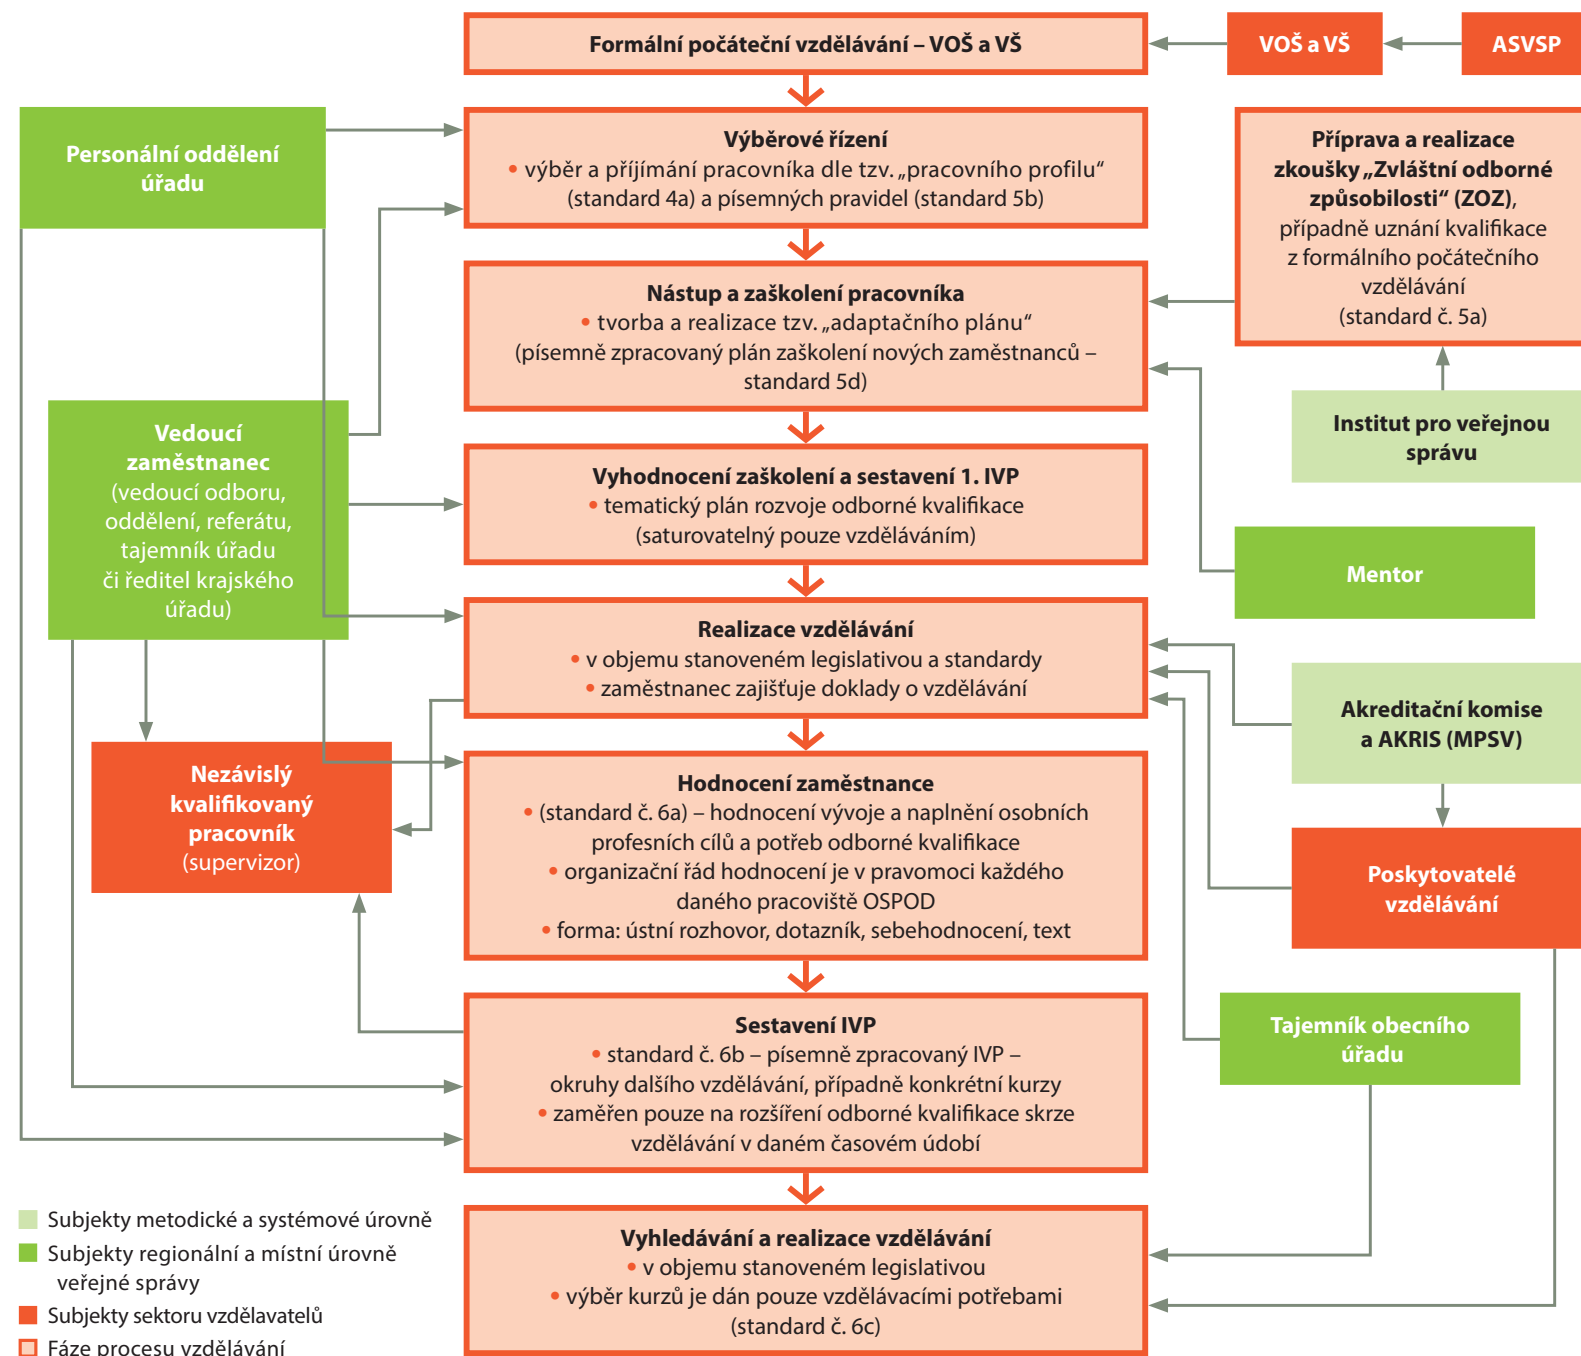 Formální počáteční vzdělávání – VOŠ a VŠ
VOŠ a VŠ
ASVSP
Personální oddělení
úřadu
Výběrové řízení
• výběr a příjímání pracovníka dle tzv. „pracovního profilu“
(standard 4a) a písemných pravidel (standard 5b)
Příprava a realizace
zkoušky „Zvláštní odborné
způsobilosti“ (ZOZ),
případně uznání kvalifikace
z formálního počátečního
vzdělávání
(standard č. 5a)
Nástup a zaškolení pracovníka
• tvorba a realizace tzv. „adaptačního plánu“
(písemně zpracovaný plán zaškolení nových zaměstnanců –
standard 5d)
Institut pro veřejnou
správu
Vedoucí
zaměstnanec
(vedoucí odboru,
oddělení, referátu,
tajemník úřadu
či ředitel krajského
úřadu)
Vyhodnocení zaškolení a sestavení 1. IVP
• tematický plán rozvoje odborné kvalifikace
(saturovatelný pouze vzděláváním)
Mentor
Realizace vzdělávání
• v objemu stanoveném legislativou a standardy
• zaměstnanec zajišťuje doklady o vzdělávání
Akreditační komise
a AKRIS (MPSV)
Nezávislý
kvalifikovaný
pracovník
(supervizor)
Hodnocení zaměstnance
• (standard č. 6a) – hodnocení vývoje a naplnění osobních
profesních cílů a potřeb odborné kvalifikace
• organizační řád hodnocení je v pravomoci každého
daného pracoviště OSPOD
• forma: ústní rozhovor, dotazník, sebehodnocení, text
Poskytovatelé
vzdělávání
Sestavení IVP
• standard č. 6b – písemně zpracovaný IVP –
okruhy dalšího vzdělávání, případně konkrétní kurzy
• zaměřen pouze na rozšíření odborné kvalifikace skrze
vzdělávání v daném časovém údobí
Tajemník obecního
úřadu
Vyhledávání a realizace vzdělávání
• v objemu stanoveném legislativou
• výběr kurzů je dán pouze vzdělávacími potřebami
(standard č. 6c)
Subjekty metodické a systémové úrovně
Subjekty regionální a místní úrovně
veřejné správy
Subjekty sektoru vzdělavatelů
Fáze procesu vzdělávání